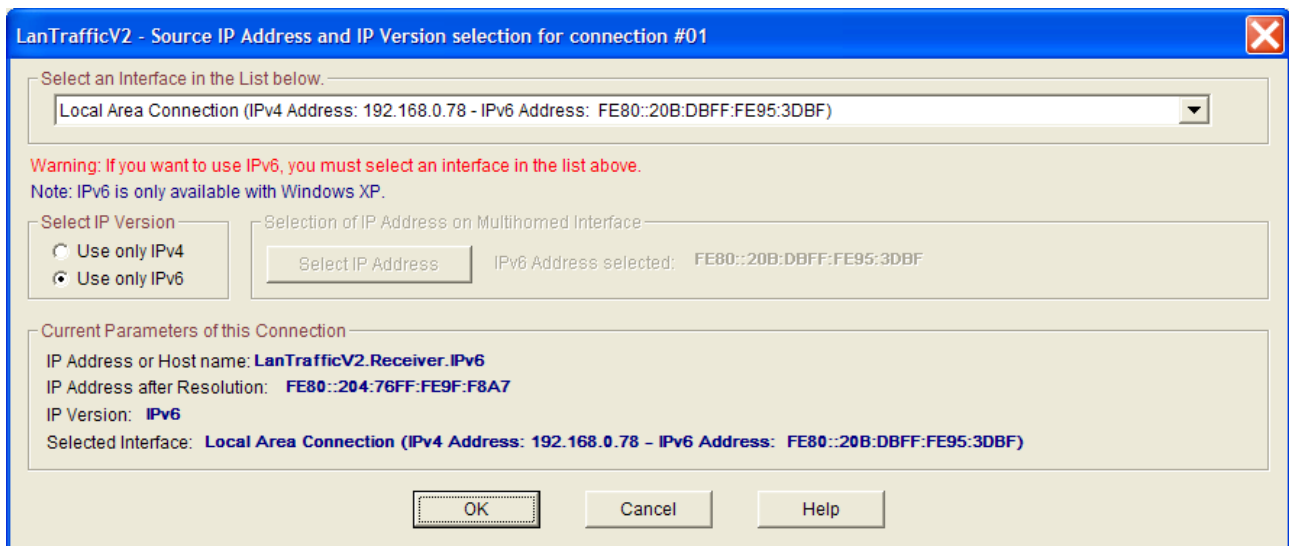 LanTrafficV2 - Source IP Address and IP Version selection for connection #01
Select an Interface in the List below.
Local Area Connection (IPv4 Address: 192.168.0.78 - IPv6 Address:  FE80::20B:DBFF:FE95:3DBF)
Warning: If you want to use IPv6, you must select an interface in the list above.
Note: IPv6 is only available with Windows XP.
Select IP Version
Use only IPv4
Use only IPv6
Selection of IP Address on Multihomed Interface
Select IP Address   IPv6 Address selected:   FE80::20B:DBFF:FE95:3DBF
Current Parameters of this Connection
IP Address or Host name: LanTrafficV2.Receiver.IPv6
IP Address after Resolution:  FE80::204:76FF:FE9F:F8A7
IP Version:  IPv6
Selected Interface:  Local Area Connection (IPv4 Address: 192.168.0.78 – IPv6 Address:  FE80::20B:DBFF:FE95:3DBF)
OK   Cancel   Help